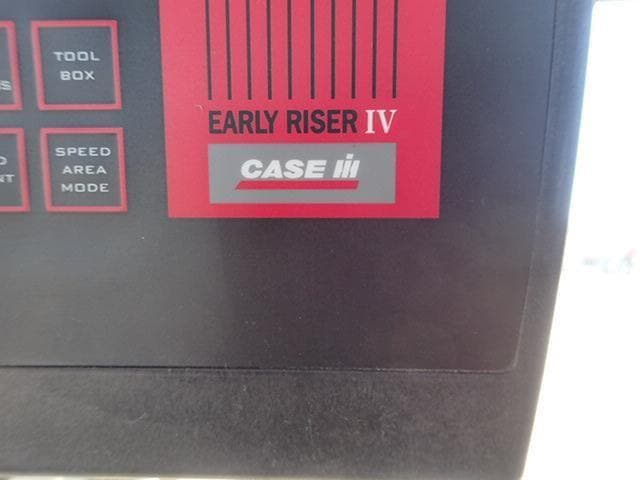 TOOL
BOX
EARLY RISER IV
CASE IH
SPEED
AREA
MODE